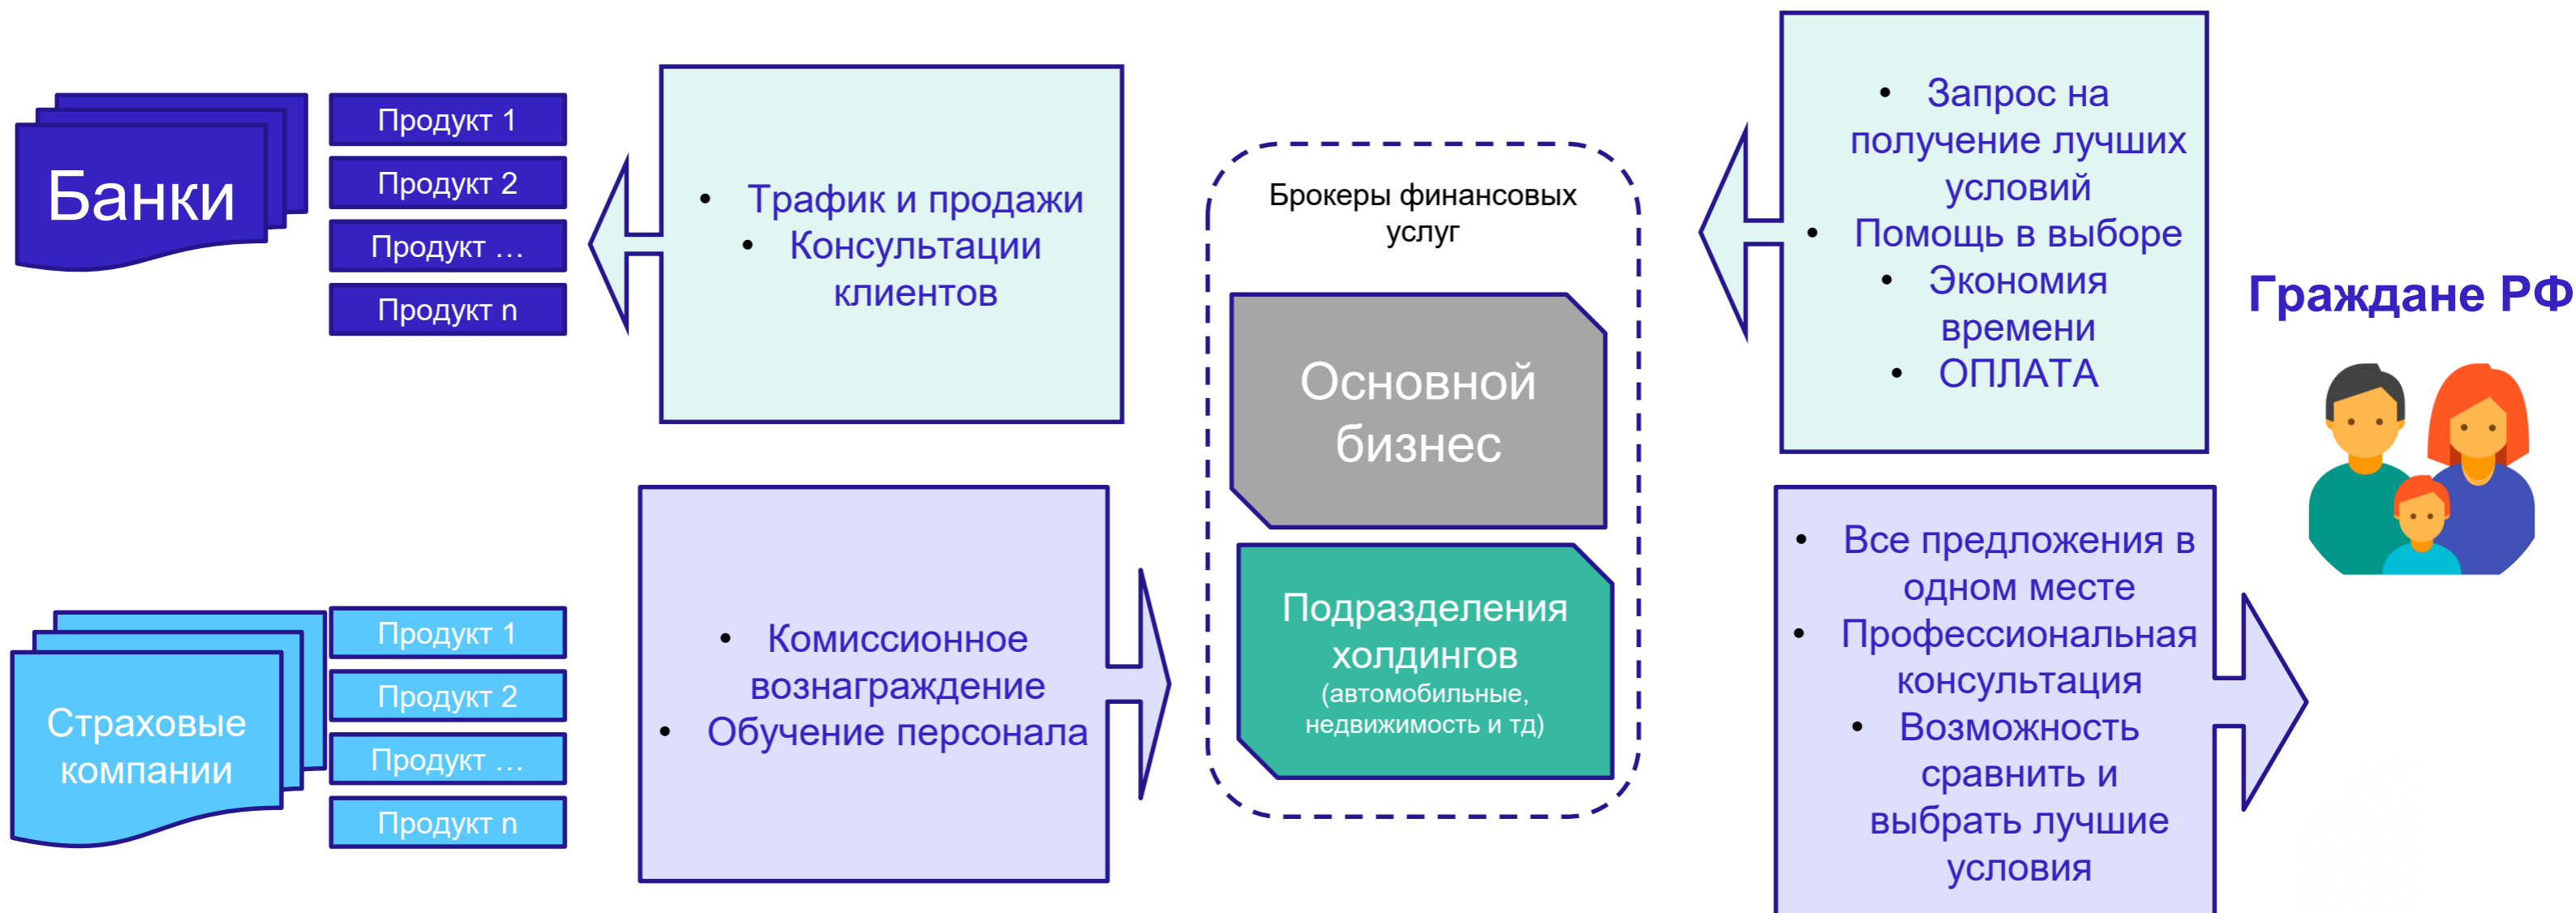 Банки
Продукт 1
Продукт 2
Продукт ...
Продукт n
• Трафик и продажи
• Консультации
клиентов
Брокеры финансовых
услуг
Основной
бизнес
Подразделения
холдингов
(автомобильные,
недвижимость и тд)
• Запрос на
получение лучших
условий
• Помощь в выборе
• Экономия
времени
• ОПЛАТА
Граждане РФ
Страховые
компании
Продукт 1
Продукт 2
Продукт ...
Продукт n
• Комиссионное
вознаграждение
• Обучение персонала
• Все предложения в
одном месте
• Профессиональная
консультация
• Возможность
сравнить и
выбрать лучшие
условия